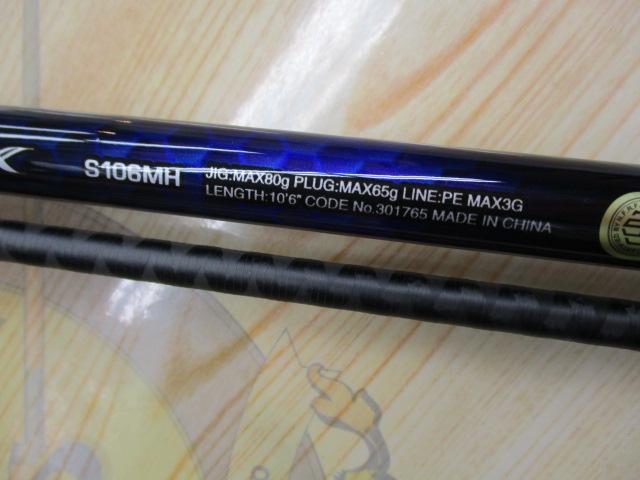 S106MH
JIG:MAX80g PLUG:MAX65g LINE:PE MAX3G
LENGTH:10'6" CODE No.301765 MADE IN CHINA